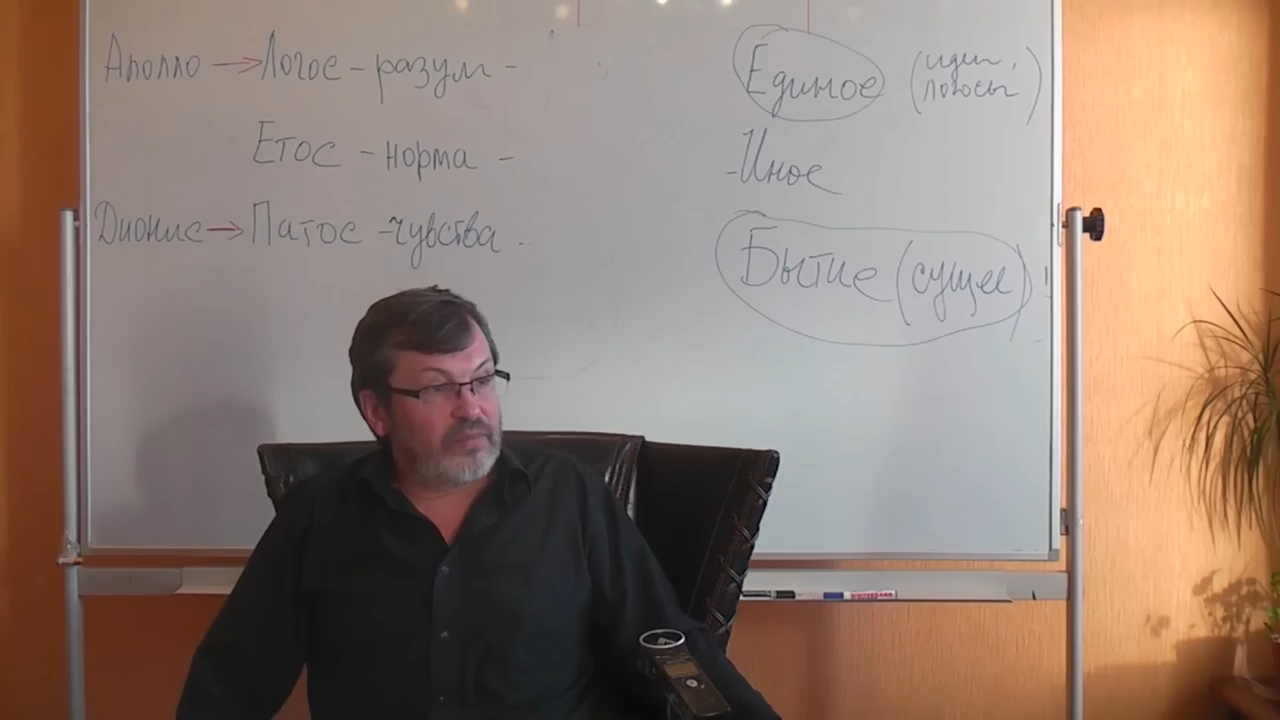 Аполло → Логос - разум -
Етос - норма -
Дионис → Патос - чувства.
Единое (идеи, логосы)
- Иное
Бытие (сущее)